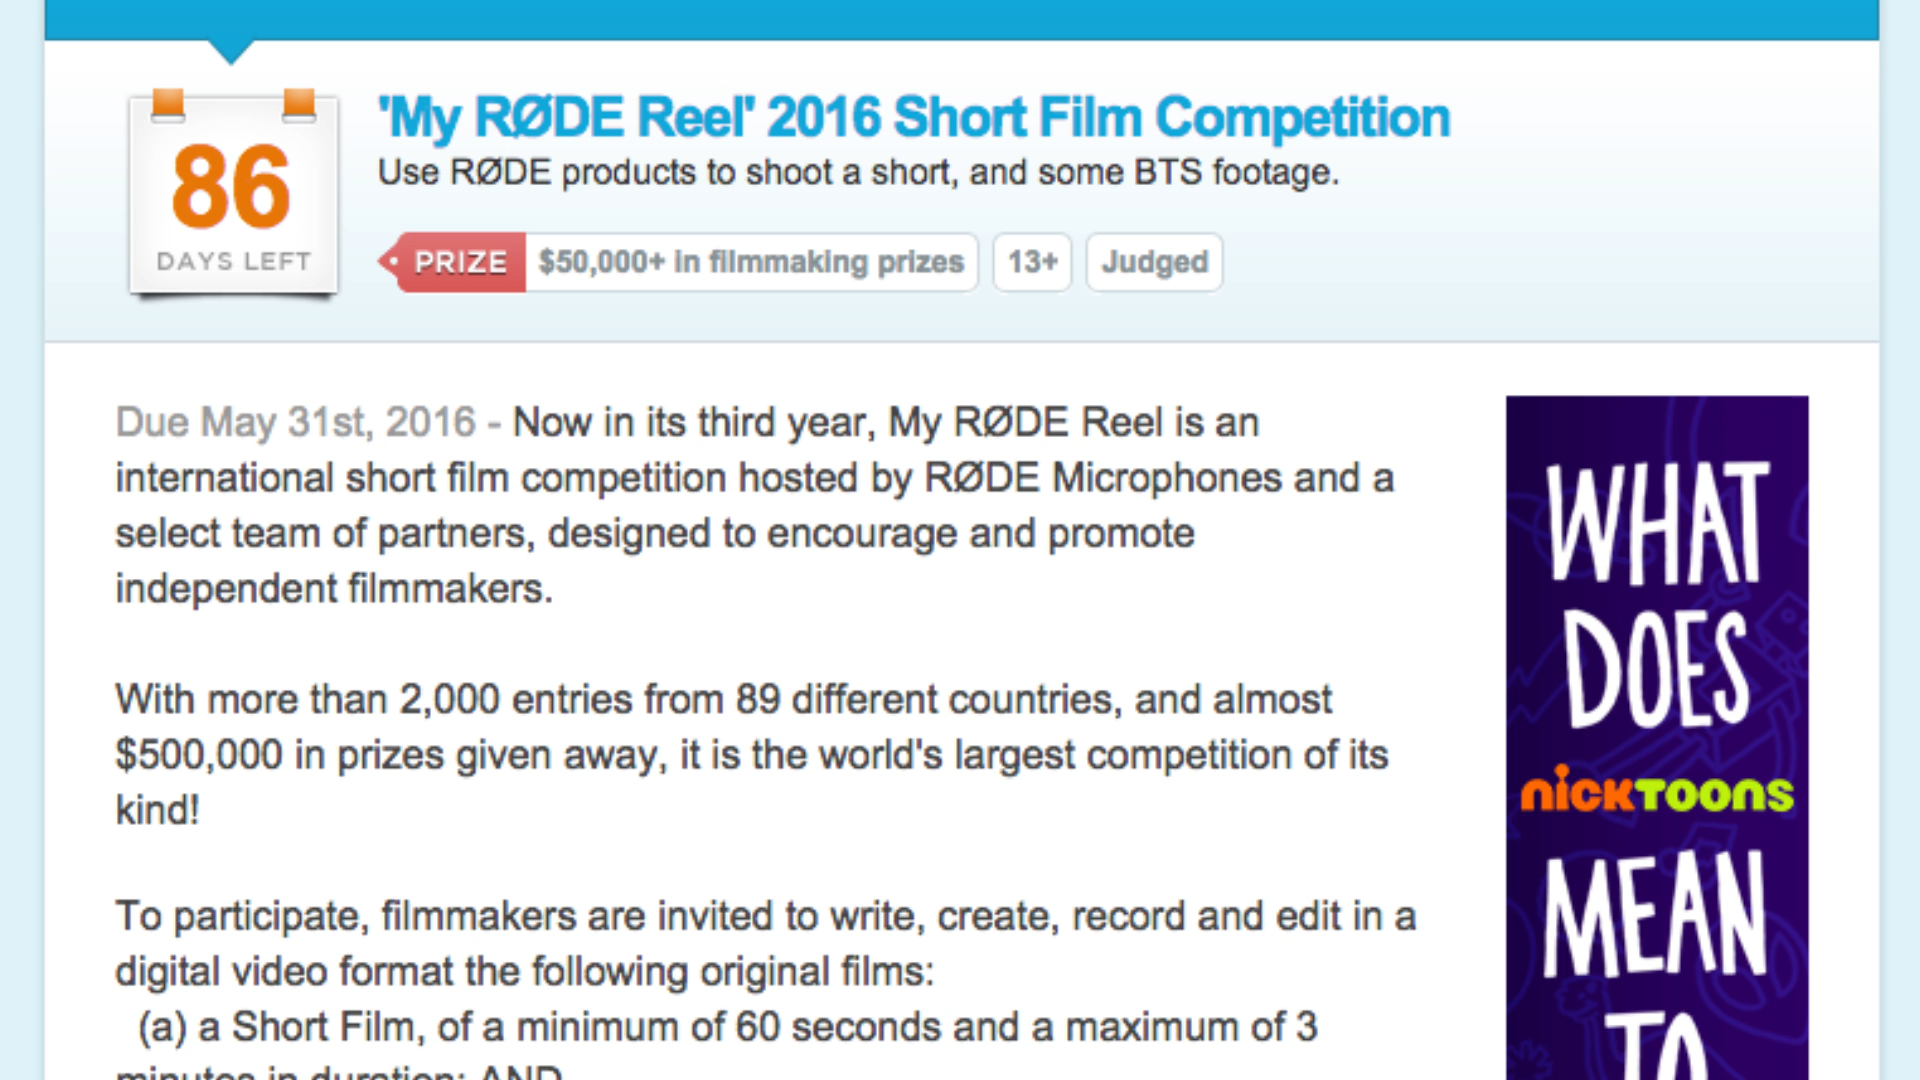 86
DAYS LEFT
'My RØDE Reel' 2016 Short Film Competition
Use RØDE products to shoot a short, and some BTS footage.
PRIZE $50,000+ in filmmaking prizes 13+ Judged
Due May 31st, 2016 - Now in its third year, My RØDE Reel is an
international short film competition hosted by RØDE Microphones and a
select team of partners, designed to encourage and promote
independent filmmakers.
With more than 2,000 entries from 89 different countries, and almost
$500,000 in prizes given away, it is the world's largest competition of its
kind!
To participate, filmmakers are invited to write, create, record and edit in a
digital video format the following original films:
(a) a Short Film, of a minimum of 60 seconds and a maximum of 3
minutes in duration; AND
WHAT
DOES
nickTOONS
MEAN
TO